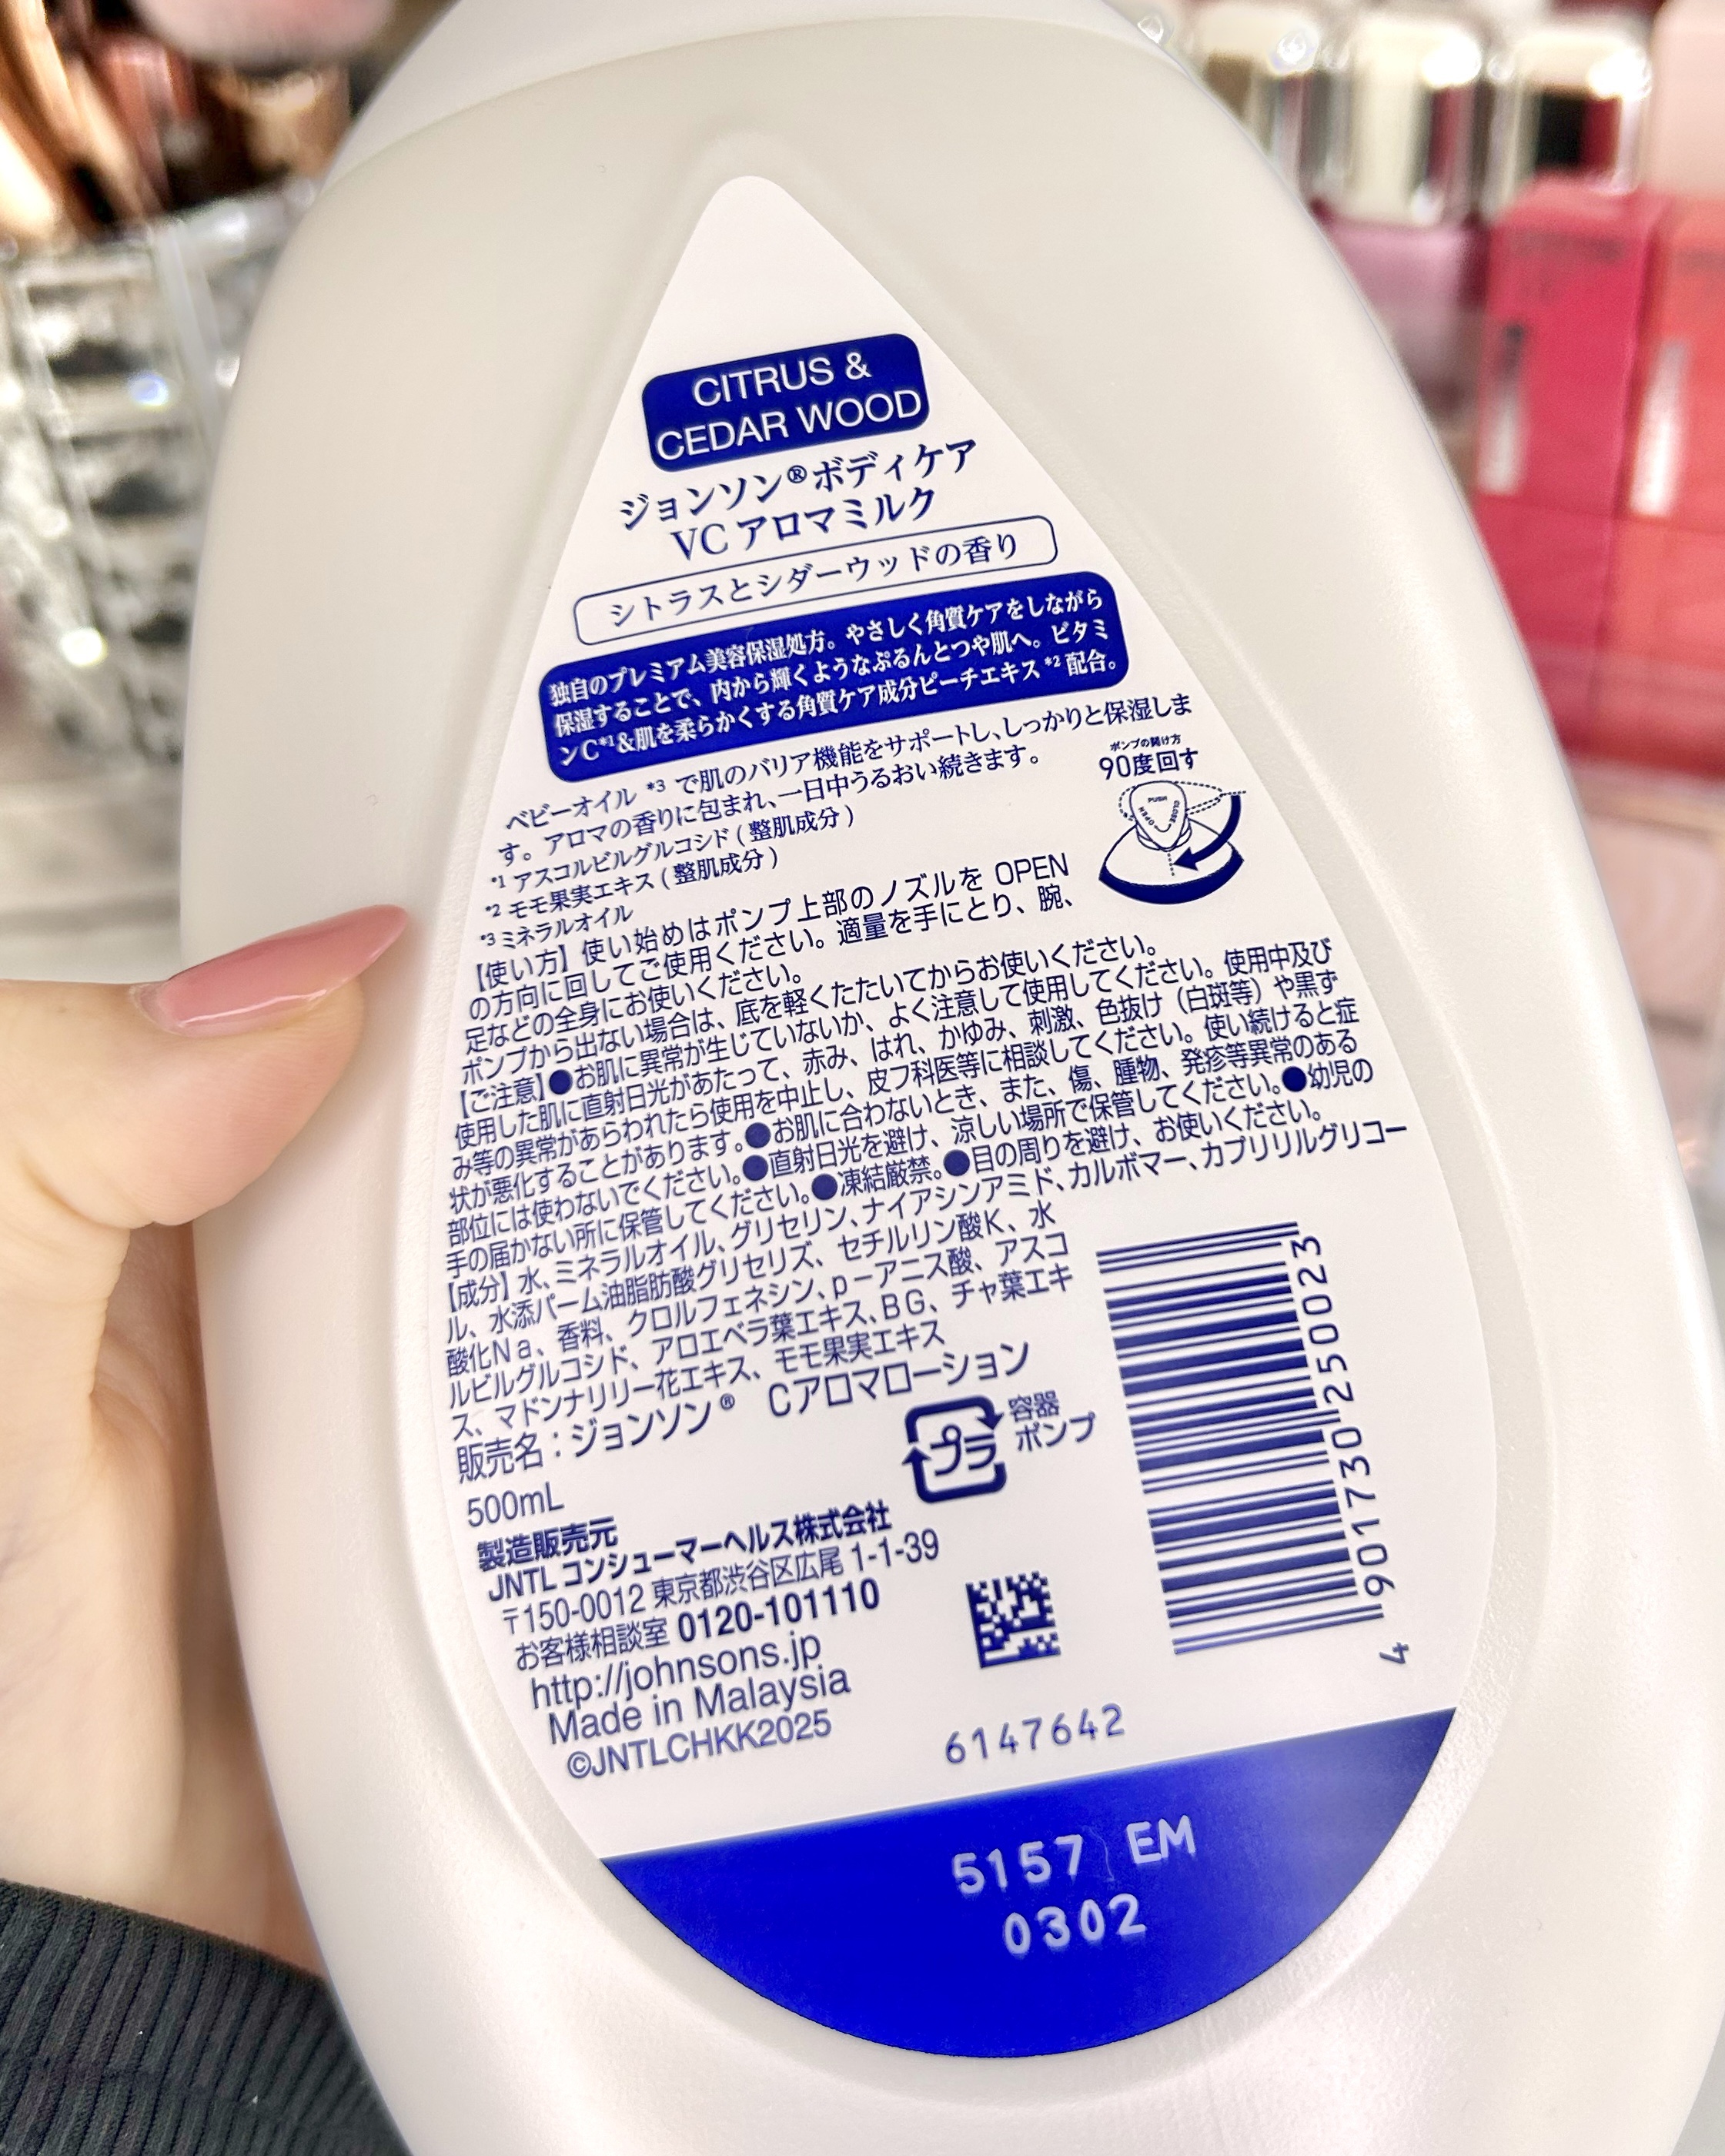 CITRUS &
CEDAR WOOD
ジョンソン®ボディケア
VC アロマミルク
シトラスとシダーウッドの香り
独自のプレミアム美容保湿処方。やさしく角質ケアをしながら
保湿することで、内から輝くようなぷるんとつや肌へ。ビタミ
ンC*1&肌を柔らかくする角質ケア成分ピーチエキス*2配合。
ベビーオイル*3で肌のバリア機能をサポートし、しっかりと保湿しま
す。アロマの香りに包まれ、一日中うるおい続きます。
*1 アスコルビルグルコシド(整肌成分)
*2 モモ果実エキス(整肌成分)
*3 ミネラルオイル
ポンプの開け方
90度回す
PUSH
OPEN
CLOSE
【使い方】使い始めはポンプ上部のノズルを OPEN
の方向に回してご使用ください。適量を手にとり、腕、
足などの全身にお使いください。
ポンプから出ない場合は、底を軽くたたいてからお使いください。
【ご注意】●お肌に異常が生じていないか、よく注意して使用してください。使用中及び
使用した肌に直射日光があたって、赤み、はれ、かゆみ、刺激、色抜け（白斑等）や黒ず
み等の異常があらわれたら使用を中止し、皮フ科医等に相談してください。使い続けると症
状が悪化することがあります。●お肌に合わないとき、また、傷、腫物、発疹等異常のある
部位には使わないでください。●直射日光を避け、涼しい場所で保管してください。●幼児の
手の届かない所に保管してください。●凍結厳禁。●目の周りを避け、お使いください。
【成分】水、ミネラルオイル、グリセリン、ナイアシンアミド、カルボマー、カプリリルグリコー
ル、水添パーム油脂肪酸グリセリズ、セチルリン酸K、水
酸化Na、香料、クロルフェネシン、p－アニス酸、アスコ
ルビルグルコシド、アロエベラ葉エキス、BG、チャ葉エキ
ス、マドンナリリー花エキス、モモ果実エキス
販売名：ジョンソン® Cアロマローション
500mL
プラ
容器
ポンプ
製造販売元
JNTL コンシューマーヘルス株式会社
〒150-0012 東京都渋谷区広尾 1-1-39
お客様相談室 0120-101110
http://johnsons.jp
Made in Malaysia
©JNTLCHKK2025
4 901730 250023
6147642
5157 EM
0302